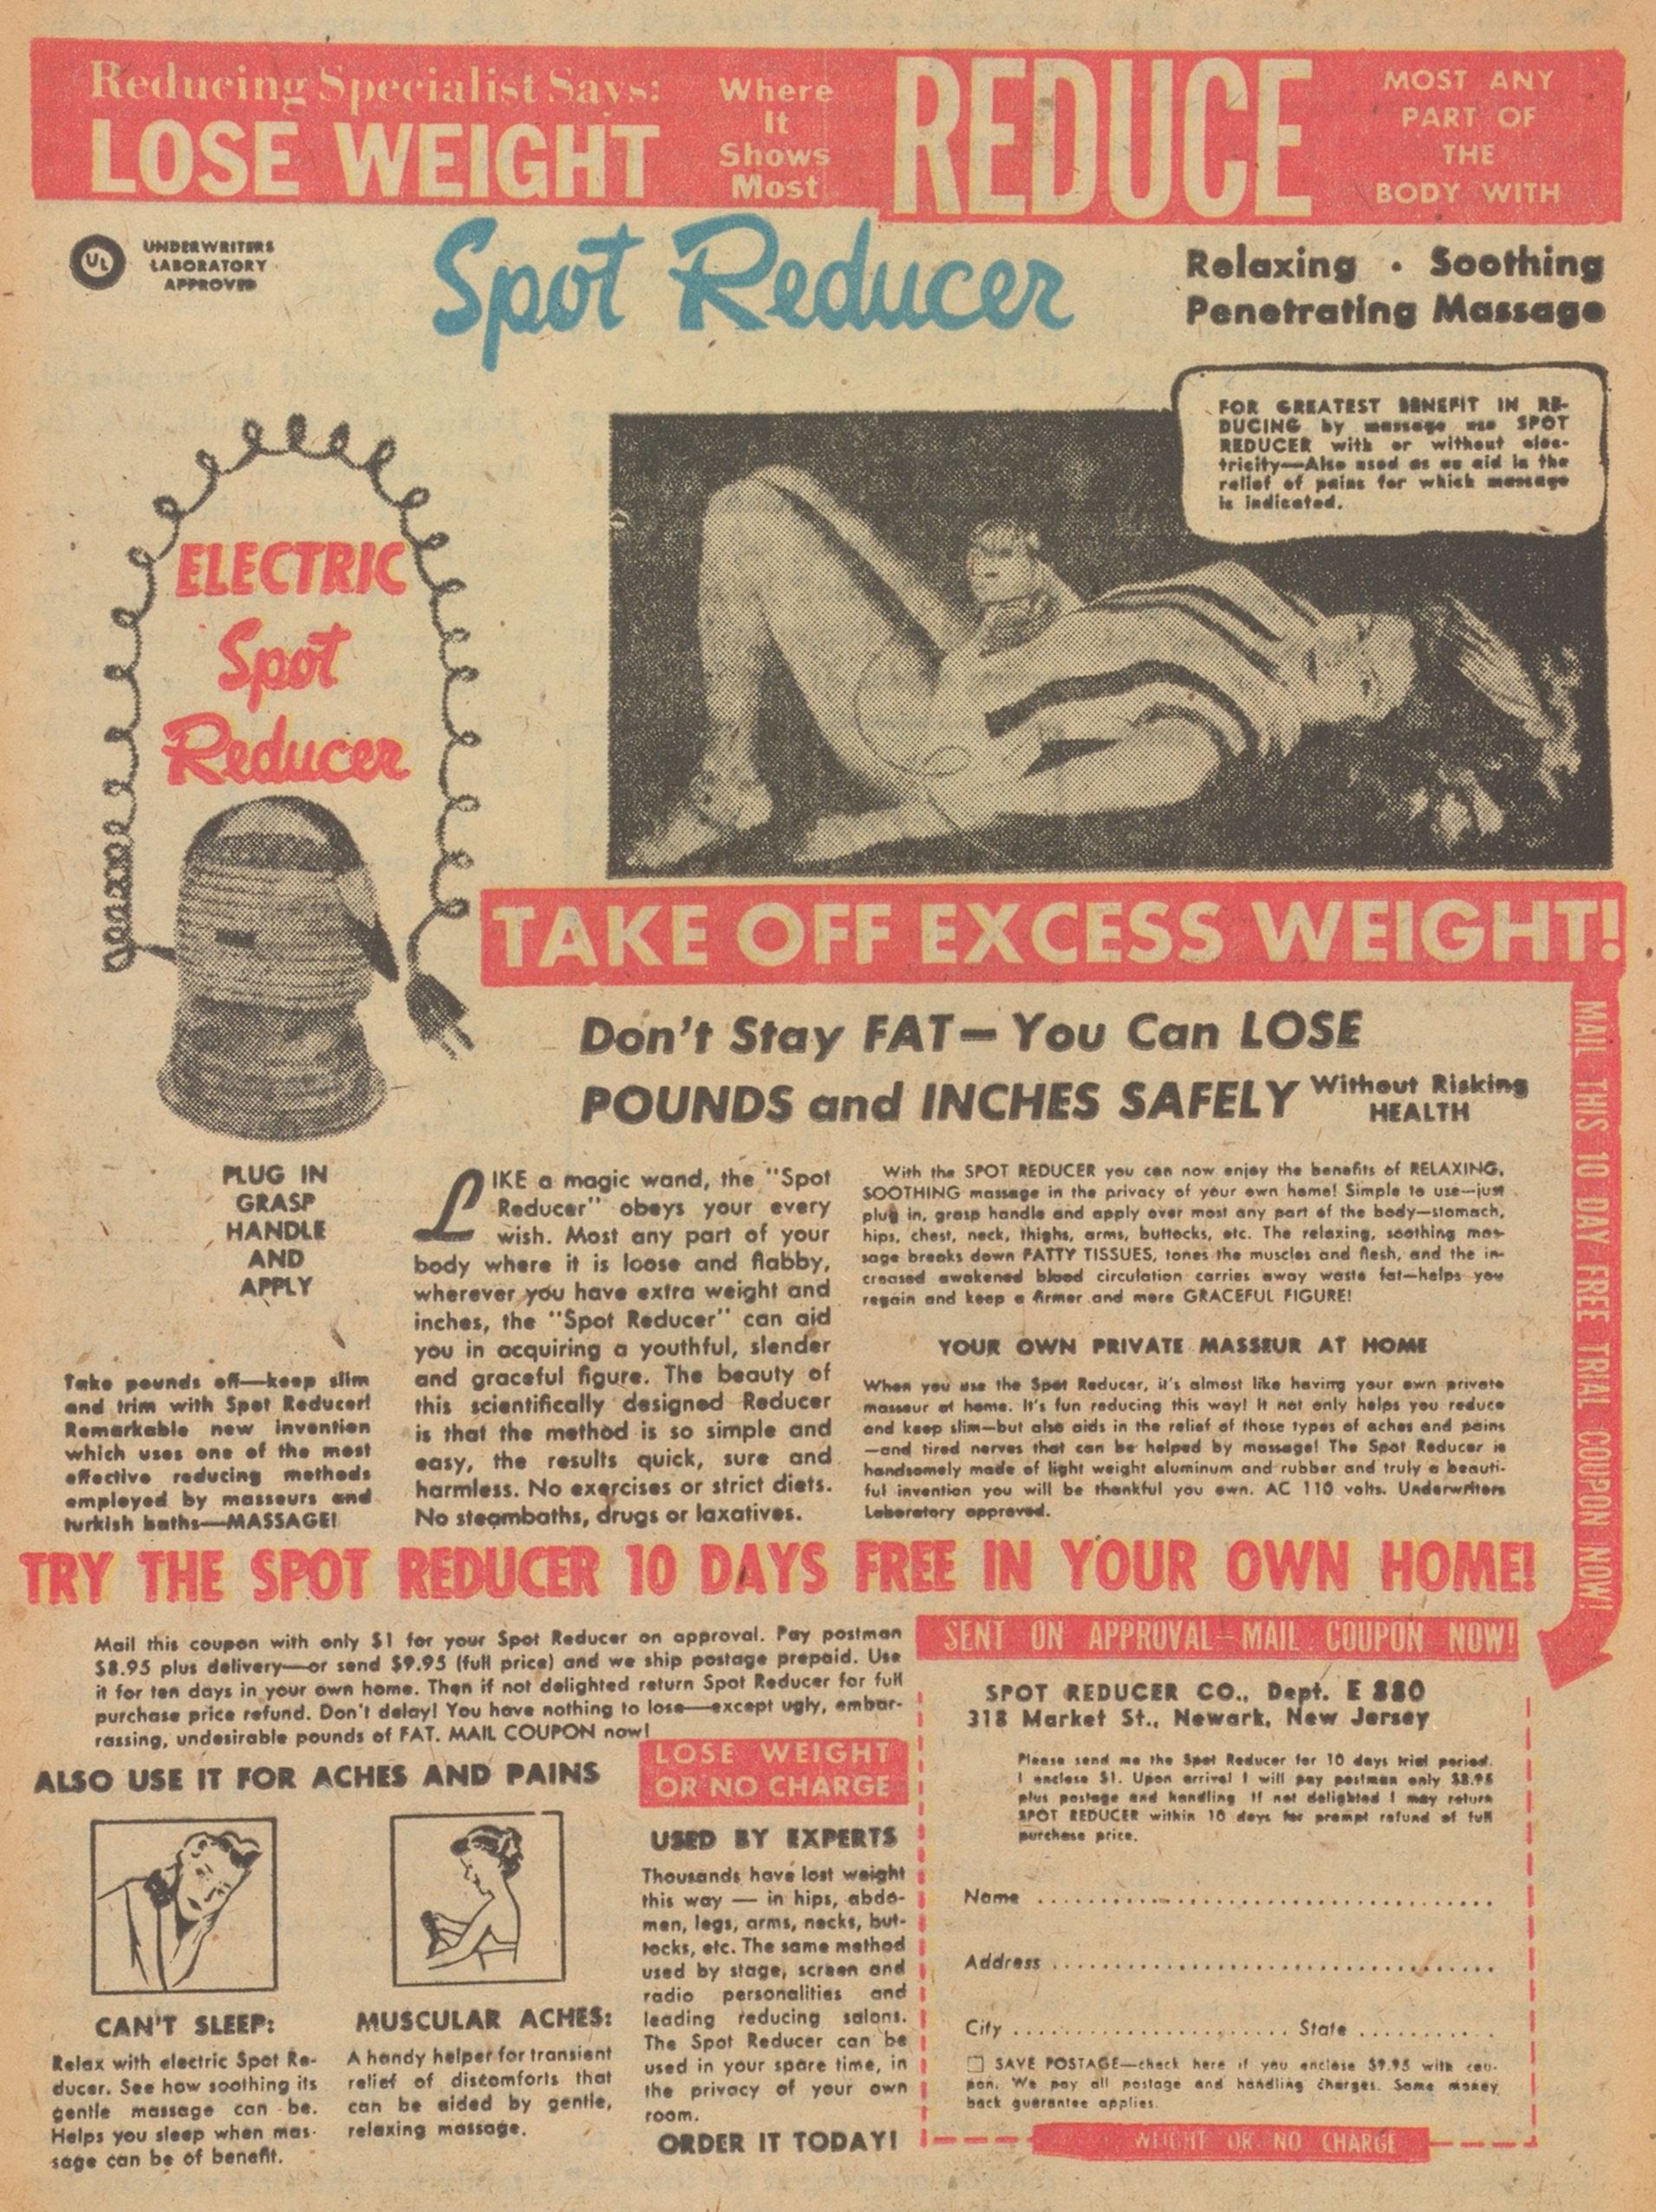 Reducing Specialist Says:
LOSE WEIGHT
Where
It
Shows
Most
REDUCE
MOST ANY
PART OF
THE
BODY WITH
UL
UNDERWRITERS
LABORATORY
APPROVED
Spot Reducer
Relaxing • Soothing
Penetrating Massage
FOR GREATEST BENEFIT IN RE-
DUCING by massage use SPOT
REDUCER with or without elec-
tricity—Also used as an aid in the
relief of pains for which massage
is indicated.
ELECTRIC
Spot
Reducer
TAKE OFF EXCESS WEIGHT!
Don't Stay FAT— You Can LOSE
POUNDS and INCHES SAFELY Without Risking
HEALTH
MAIL THIS 10 DAY FREE TRIAL COUPON NOW!
PLUG IN
GRASP
HANDLE
AND
APPLY
Take pounds off—keep slim
and trim with Spot Reducer!
Remarkable new invention
which uses one of the most
effective reducing methods
employed by masseurs and
turkish baths—MASSAGE!
LIKE a magic wand, the "Spot
Reducer" obeys your every
wish. Most any part of your
body where it is loose and flabby,
wherever you have extra weight and
inches, the "Spot Reducer" can aid
you in acquiring a youthful, slender
and graceful figure. The beauty of
this scientifically designed Reducer
is that the method is so simple and
easy, the results quick, sure and
harmless. No exercises or strict diets.
No steambaths, drugs or laxatives.
With the SPOT REDUCER you can now enjoy the benefits of RELAXING,
SOOTHING massage in the privacy of your own home! Simple to use—just
plug in, grasp handle and apply over most any part of the body—stomach,
hips, chest, neck, thighs, arms, buttocks, etc. The relaxing, soothing mas-
sage breaks down FATTY TISSUES, tones the muscles and flesh, and the in-
creased awakened blood circulation carries away waste fat—helps you
regain and keep a firmer and more GRACEFUL FIGURE!
YOUR OWN PRIVATE MASSEUR AT HOME
When you use the Spot Reducer, it's almost like having your own private
masseur at home. It's fun reducing this way! It not only helps you reduce
and keep slim—but also aids in the relief of those types of aches and pains
—and tired nerves that can be helped by massage! The Spot Reducer is
handsomely made of light weight aluminum and rubber and truly a beauti-
ful invention you will be thankful you own. AC 110 volts. Underwriters
Laboratory approved.
TRY THE SPOT REDUCER 10 DAYS FREE IN YOUR OWN HOME!
Mail this coupon with only $1 for your Spot Reducer on approval. Pay postman
$8.95 plus delivery—or send $9.95 (full price) and we ship postage prepaid. Use
it for ten days in your own home. Then if not delighted return Spot Reducer for full
purchase price refund. Don't delay! You have nothing to lose—except ugly, embar-
rassing, undesirable pounds of FAT. MAIL COUPON now!
ALSO USE IT FOR ACHES AND PAINS
CAN'T SLEEP:
Relax with electric Spot Re-
ducer. See how soothing its
gentle massage can be.
Helps you sleep when mas-
sage can be of benefit.
MUSCULAR ACHES:
A handy helper for transient
relief of discomforts that
can be aided by gentle,
relaxing massage.
LOSE WEIGHT
OR NO CHARGE
USED BY EXPERTS
Thousands have lost weight
this way — in hips, abdo-
men, legs, arms, necks, but-
tocks, etc. The same method
used by stage, screen and
radio personalities and
leading reducing salons.
The Spot Reducer can be
used in your spare time, in
the privacy of your own
room.
ORDER IT TODAY!
SENT ON APPROVAL—MAIL COUPON NOW!
SPOT REDUCER CO., Dept. E 880
318 Market St., Newark, New Jersey
Please send me the Spot Reducer for 10 days trial period.
I enclose $1. Upon arrival I will pay postman only $8.95
plus postage and handling If not delighted I may return
SPOT REDUCER within 10 days for prompt refund of full
purchase price.
Name
Address
City State
SAVE POSTAGE—check here if you enclose $9.95 with cou-
pon. We pay all postage and handling charges. Same money
back guarantee applies.
WEIGHT OR NO CHARGE